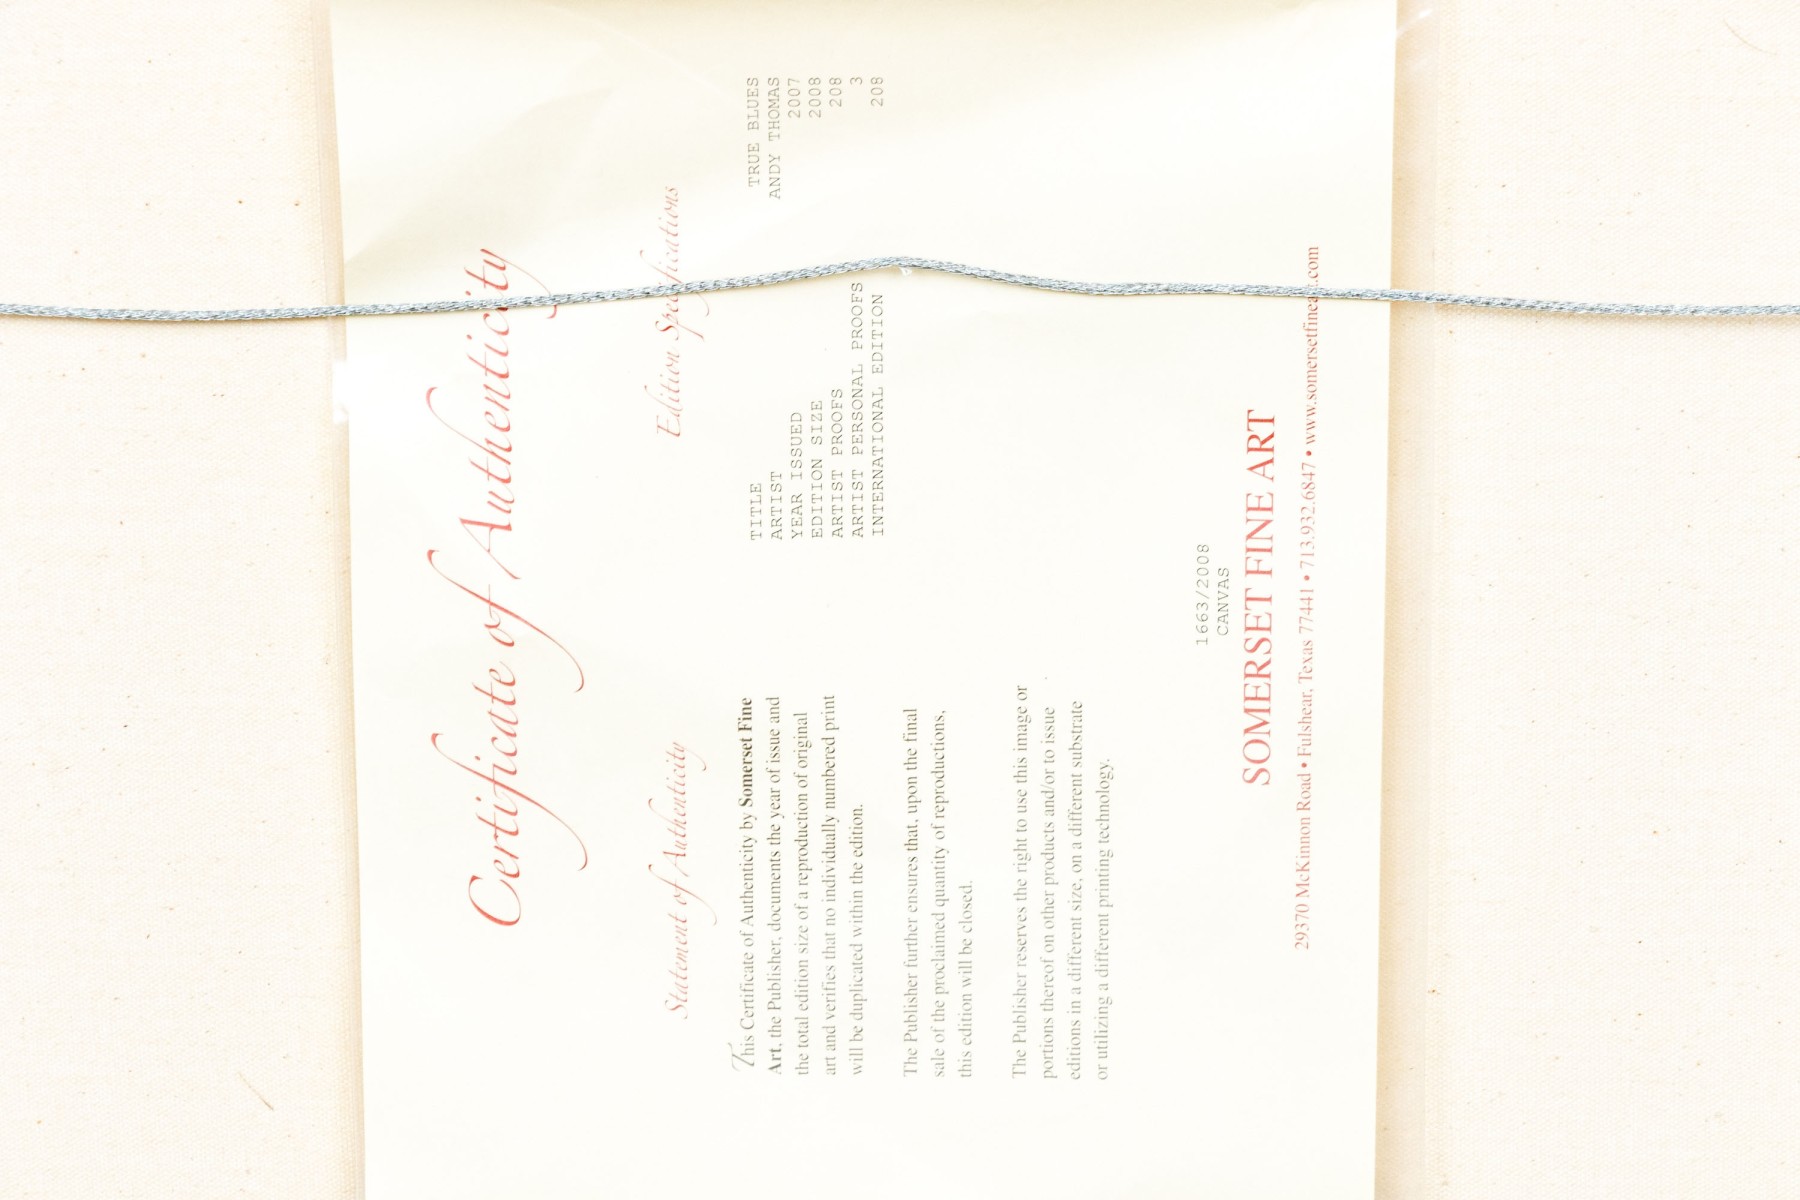 Certificate of Authenticity
Statement of Authenticity
This Certificate of Authenticity by Somerset Fine
Art, the Publisher, documents the year of issue and
the total edition size of a reproduction of original
art and verifies that no individually numbered print
will be duplicated within the edition.
The Publisher further ensures that, upon the final
sale of the proclaimed quantity of reproductions,
this edition will be closed.
The Publisher reserves the right to use this image or
portions thereof on other products and/or to issue
editions in a different size, on a different substrate
or utilizing a different printing technology.
Edition Specifications
TITLE TRUE BLUES
ARTIST ANDY THOMAS
YEAR ISSUED 2007
EDITION SIZE 2008
ARTIST PROOFS 208
ARTIST PERSONAL PROOFS 3
INTERNATIONAL EDITION 208
1663/2008
CANVAS
SOMERSET FINE ART
29370 McKinnon Road • Fulshear, Texas 77441 • 713.932.6847 • www.somersetfineart.com